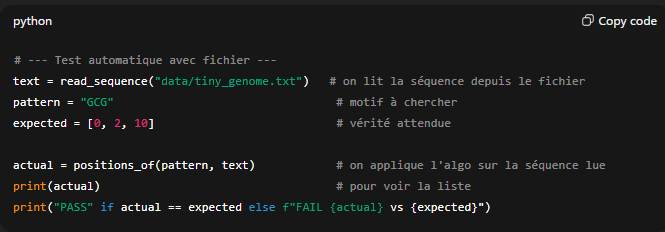 python
Copy code
# --- Test automatique avec fichier ---
text = read_sequence("data/tiny_genome.txt")   # on lit la séquence depuis le fichier
pattern = "GCG"                                # motif à chercher
expected = [0, 2, 10]                          # vérité attendue

actual = positions_of(pattern, text)           # on applique l'algo sur la séquence lue
print(actual)                                  # pour voir la liste
print("PASS" if actual == expected else f"FAIL {actual} vs {expected}")